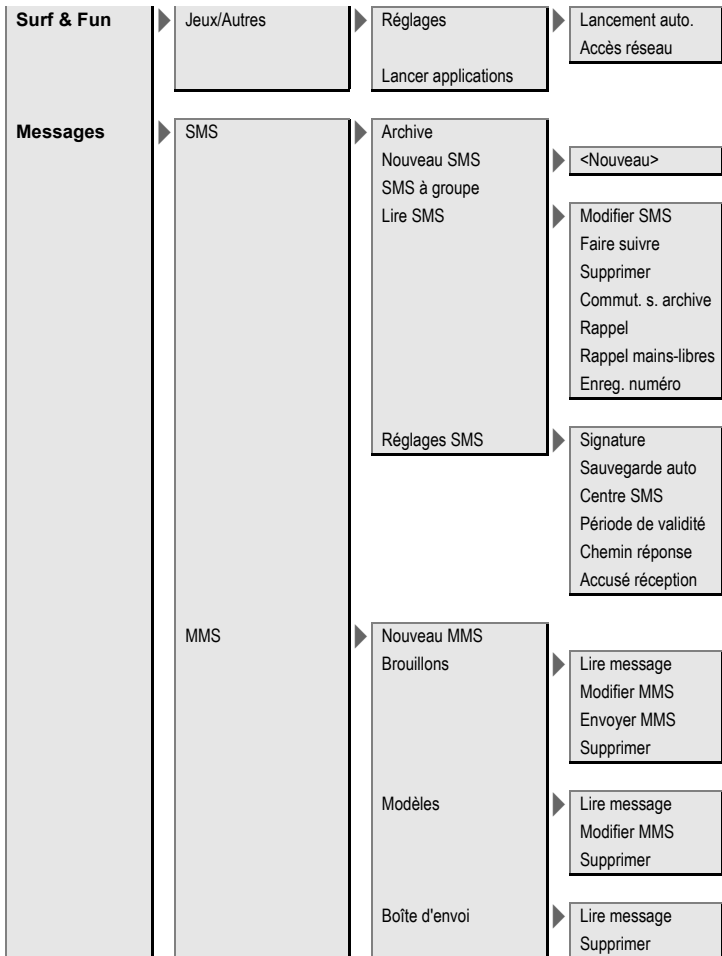 Surf & Fun Jeux/Autres Réglages Lancement auto.
Accès réseau
Lancer applications
Messages SMS Archive
Nouveau SMS <Nouveau>
SMS à groupe
Lire SMS Modifier SMS
Faire suivre
Supprimer
Commut. s. archive
Rappel
Rappel mains-libres
Enreg. numéro
Réglages SMS Signature
Sauvegarde auto
Centre SMS
Période de validité
Chemin réponse
Accusé réception
MMS Nouveau MMS
Brouillons Lire message
Modifier MMS
Envoyer MMS
Supprimer
Modèles Lire message
Modifier MMS
Supprimer
Boîte d'envoi Lire message
Supprimer